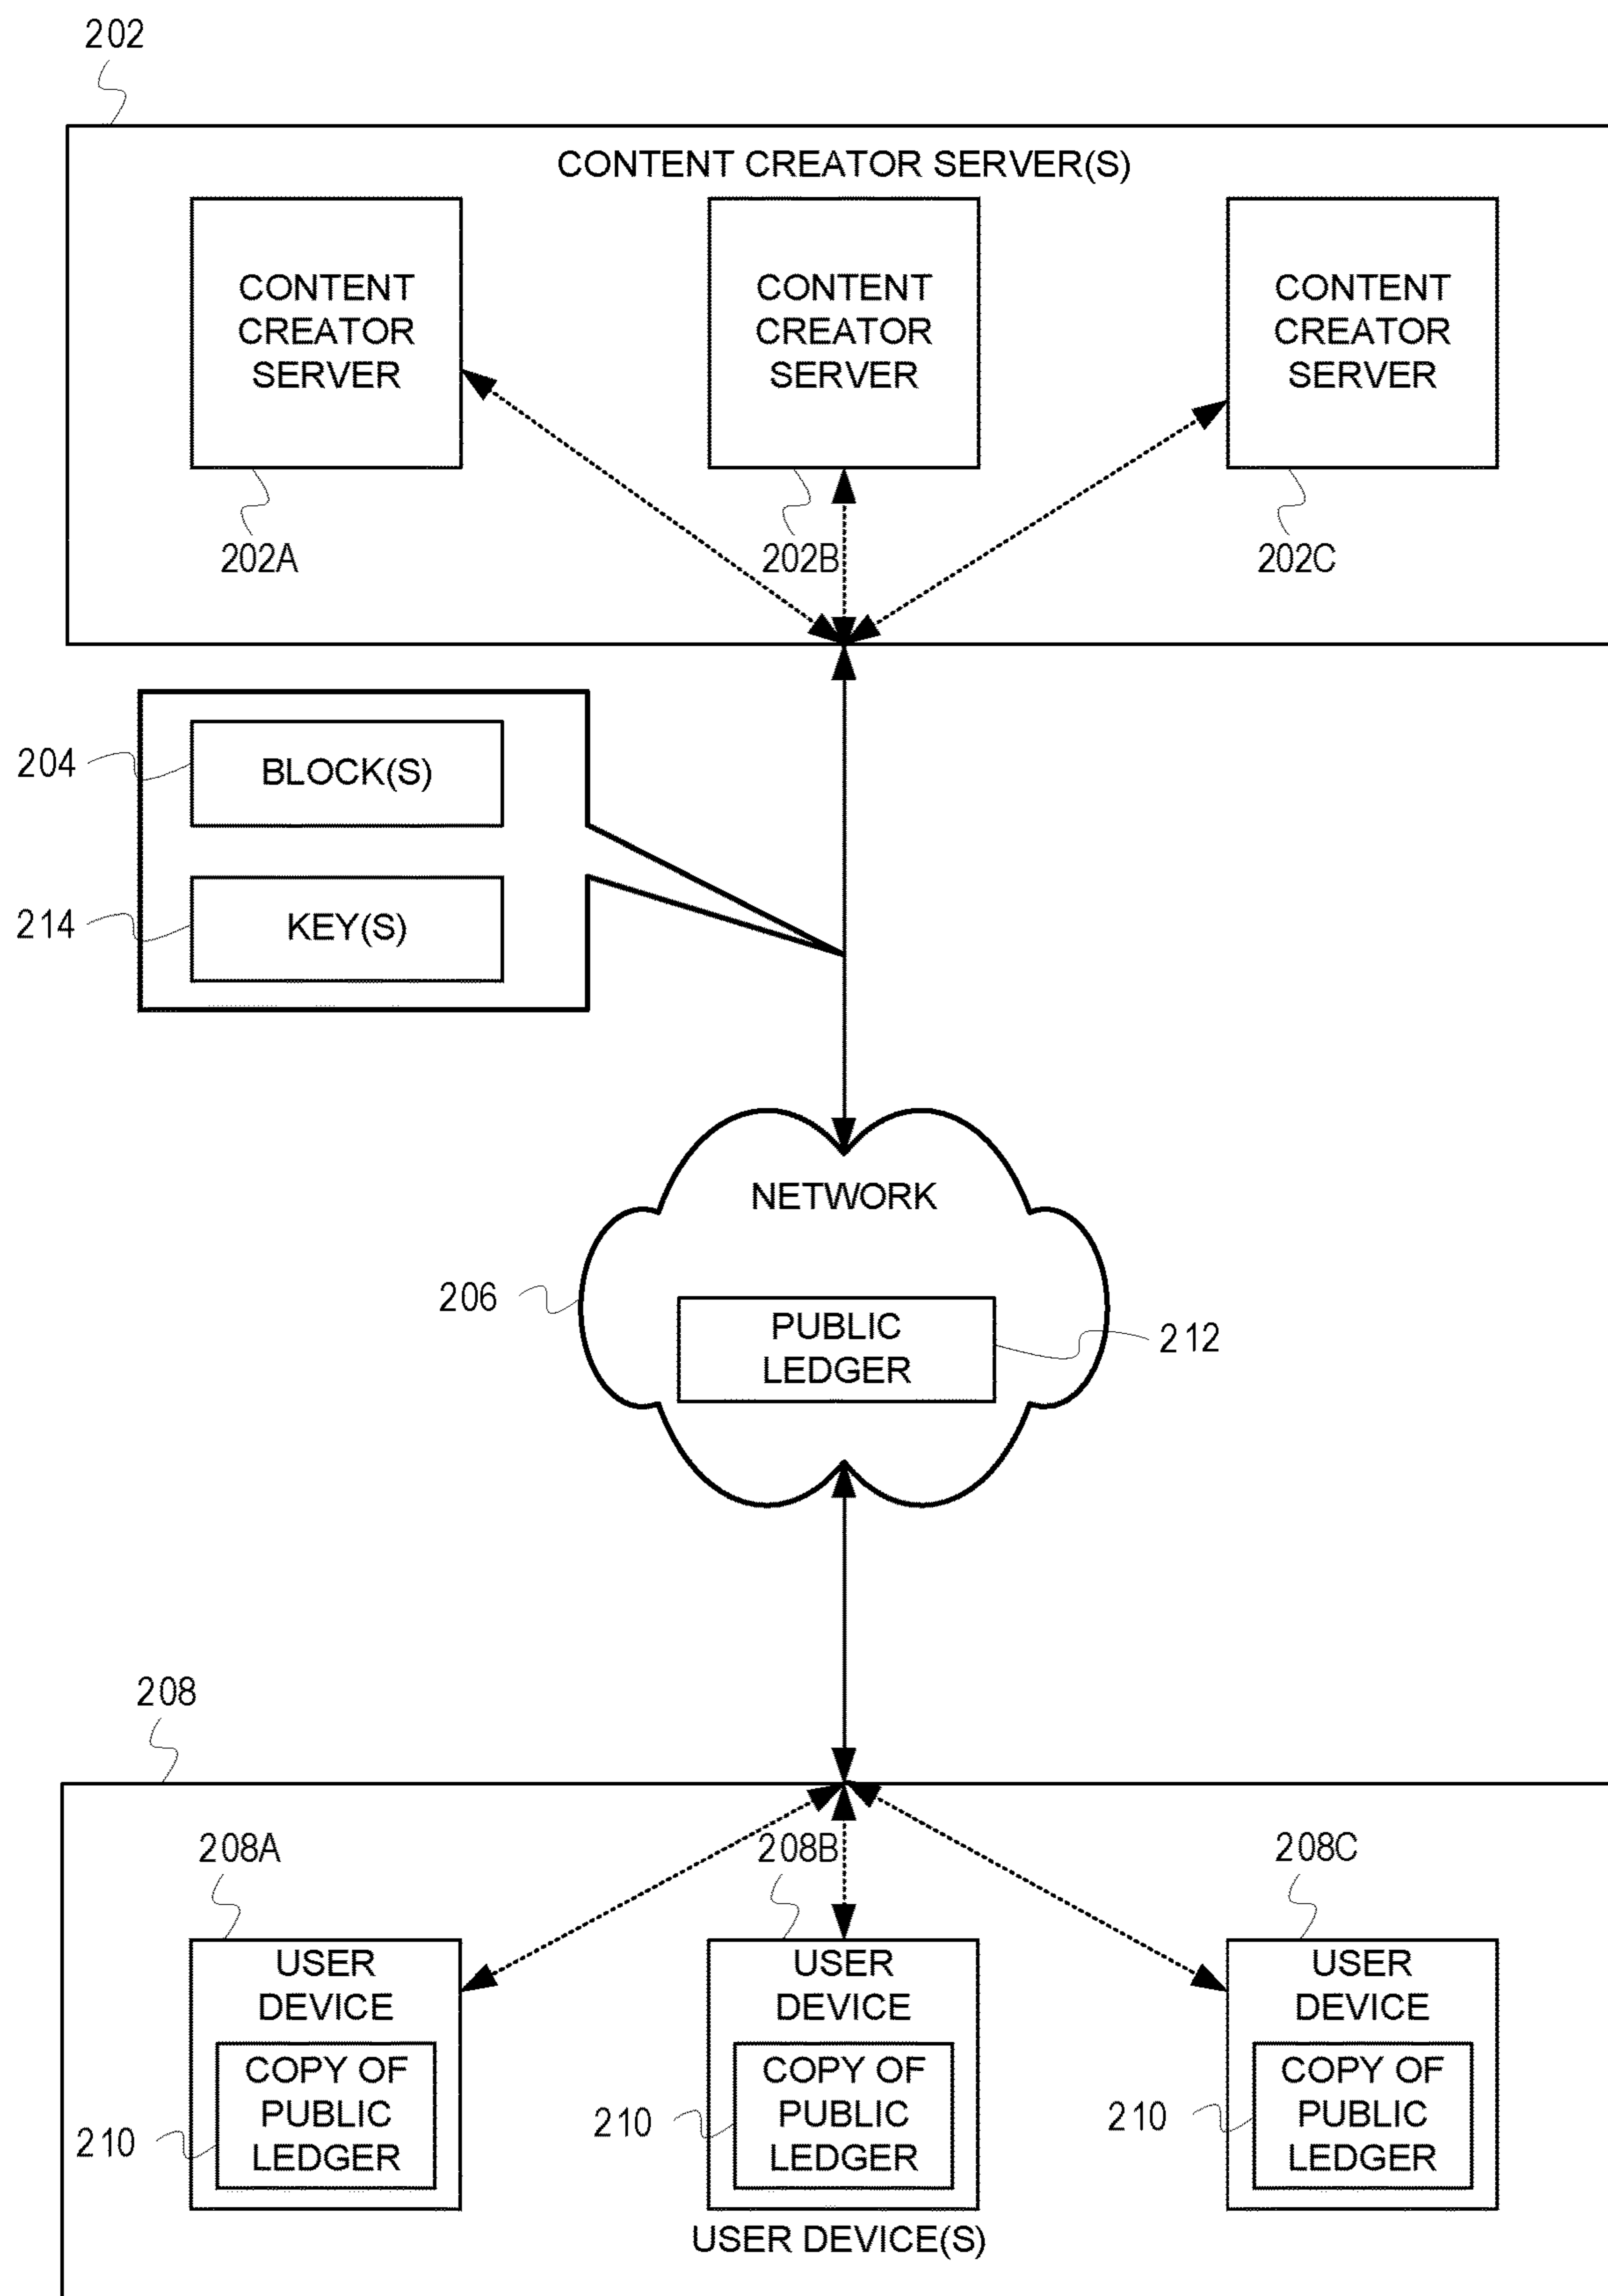 202
CONTENT CREATOR SERVER(S)
CONTENT
CREATOR
SERVER
CONTENT
CREATOR
SERVER
CONTENT
CREATOR
SERVER
202A
202B
202C
204
BLOCK(S)
214
KEY(S)
NETWORK
206
PUBLIC
LEDGER
212
208
208A
208B
208C
USER
DEVICE
COPY OF
PUBLIC
LEDGER
210
USER
DEVICE
COPY OF
PUBLIC
LEDGER
210
USER
DEVICE
COPY OF
PUBLIC
LEDGER
210
USER DEVICE(S)